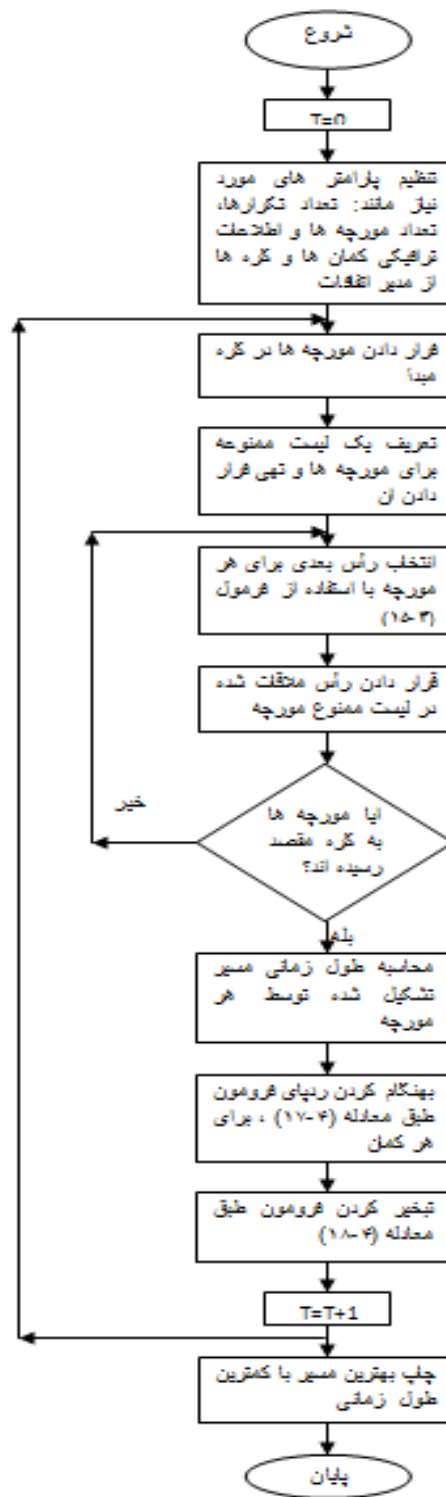 شروع
T=0
تنظیم پارامتر های مورد
نیاز مانند: تعداد تکرارها،
تعداد مورچه ها و اطلاعات
ترافیکی کمان ها و گره ها
از مدیر اتفاقات
قرار دادن مورچه ها در گره
مبدأ
تعریف یک لیست ممنوعه
برای مورچه ها و تهی قرار
دادن ان
انتخاب رأس بعدی برای هر
مورچه با استفاده از فرمول
(۱۵-۳)
قرار دادن رأس ملاقات شده
در لیست ممنوع مورچه
ایا مورچه ها
به گره مقصد
رسیده اند؟
خیر
بله
محاسبه طول زمانی مسیر
تشکیل شده توسط هر
مورچه
بهنگام کردن ردپای فرومون
طبق معادله (۴-۱۷) ، برای
هر کمان
تبخیر کردن فرومون طبق
معادله (۴-۱۸)
T=T+1
چاپ بهترین مسیر با کمترین
طول زمانی
پایان